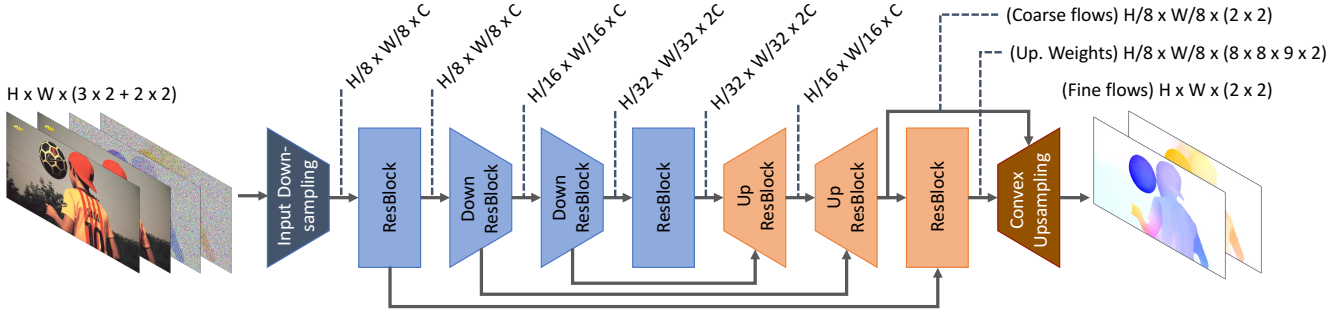 H x W x (3 x 2 + 2 x 2)
Input Down-
sampling
H/8 x W/8 x C
ResBlock
H/8 x W/8 x C
Down
ResBlock
H/16 x W/16 x C
Down
ResBlock
H/32 x W/32 x 2C
ResBlock
H/32 x W/32 x 2C
Up
ResBlock
H/16 x W/16 x C
Up
ResBlock
ResBlock
Convex
Upsampling
(Coarse flows) H/8 x W/8 x (2 x 2)
(Up. Weights) H/8 x W/8 x (8 x 8 x 9 x 2)
(Fine flows) H x W x (2 x 2)
10